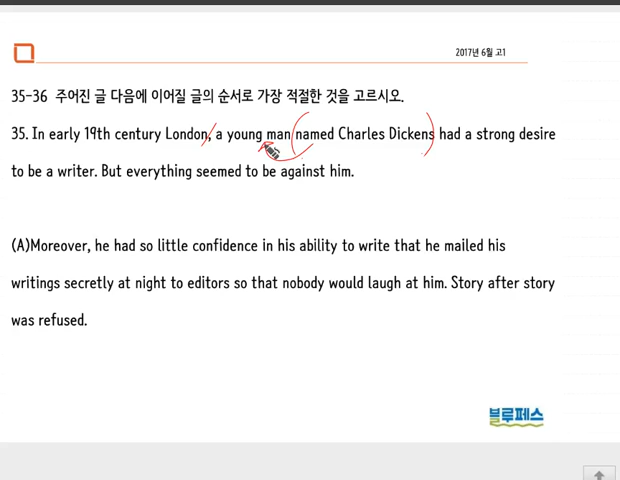 2017년 6월 고1
35-36 주어진 글 다음에 이어질 글의 순서로 가장 적절한 것을 고르시오.
35. In early 19th century London, a young man named Charles Dickens had a strong desire
to be a writer. But everything seemed to be against him.
(A)Moreover, he had so little confidence in his ability to write that he mailed his
writings secretly at night to editors so that nobody would laugh at him. Story after story
was refused.
블루페스